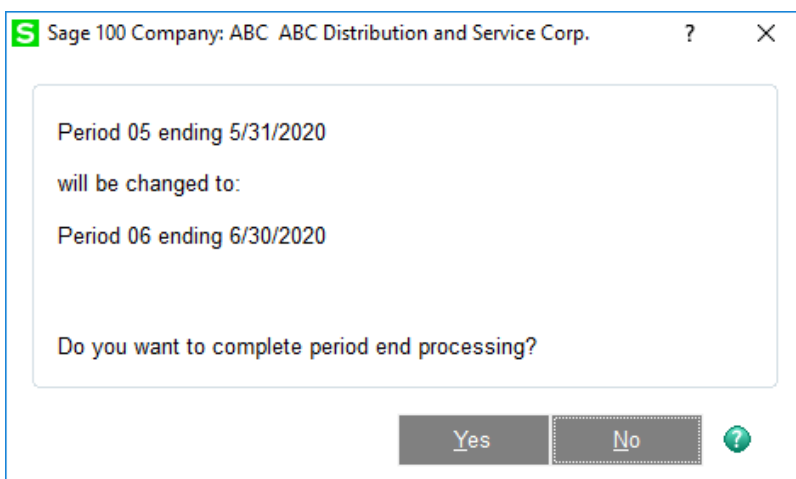 S Sage 100 Company: ABC  ABC Distribution and Service Corp. ?
Period 05 ending 5/31/2020
will be changed to:
Period 06 ending 6/30/2020
Do you want to complete period end processing?
Yes No ?